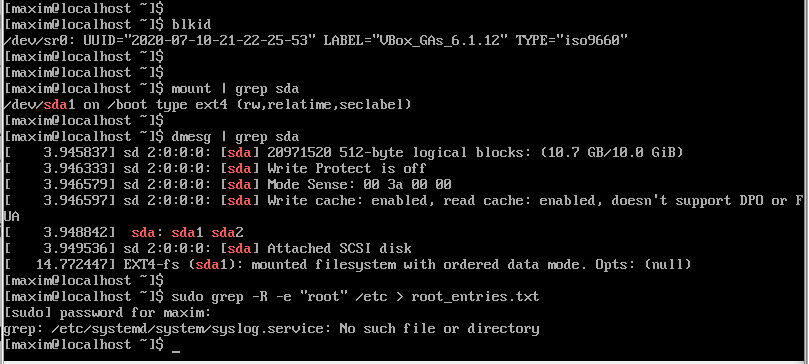 [maxim@localhost ~]$
[maxim@localhost ~]$ blkid
/dev/sr0: UUID="2020-07-10-21-22-25-53" LABEL="VBox_GAs_6.1.12" TYPE="iso9660"
[maxim@localhost ~]$
[maxim@localhost ~]$
[maxim@localhost ~]$ mount | grep sda
/dev/sda1 on /boot type ext4 (rw,relatime,seclabel)
[maxim@localhost ~]$
[maxim@localhost ~]$ dmesg | grep sda
[    3.945837] sd 2:0:0:0: [sda] 20971520 512-byte logical blocks: (10.7 GB/10.0 GiB)
[    3.946333] sd 2:0:0:0: [sda] Write Protect is off
[    3.946579] sd 2:0:0:0: [sda] Mode Sense: 00 3a 00 00
[    3.946597] sd 2:0:0:0: [sda] Write cache: enabled, read cache: enabled, doesn't support DPO or F
UA
[    3.948842]  sda: sda1 sda2
[    3.949536] sd 2:0:0:0: [sda] Attached SCSI disk
[   14.772447] EXT4-fs (sda1): mounted filesystem with ordered data mode. Opts: (null)
[maxim@localhost ~]$
[maxim@localhost ~]$ sudo grep -R -e "root" /etc > root_entries.txt
[sudo] password for maxim:
grep: /etc/systemd/system/syslog.service: No such file or directory
[maxim@localhost ~]$ _